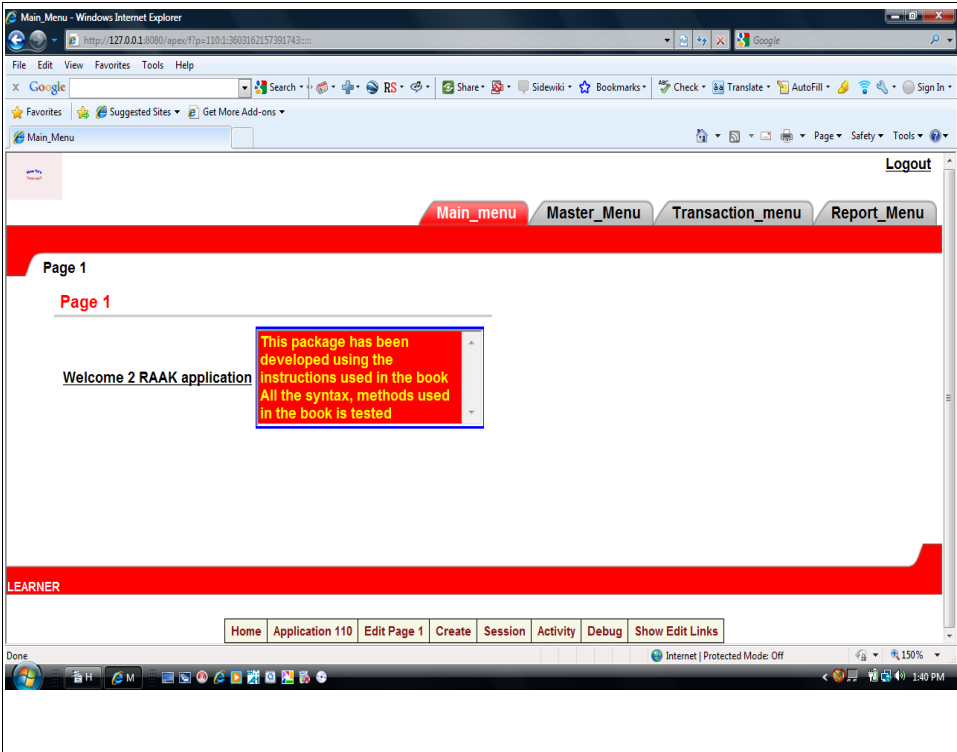 Main_Menu - Windows Internet Explorer
http://127.0.0.1:8080/apex/f?p=110:1:3603162157391743:::::
Google
File Edit View Favorites Tools Help
x Google Search RS Share Sidewiki Bookmarks Check Translate AutoFill Sign In
Favorites Suggested Sites Get More Add-ons
Main_Menu Page Safety Tools
Logout
Main_menu Master_Menu Transaction_menu Report_Menu
Page 1
Page 1
This package has been
developed using the
Welcome 2 RAAK application instructions used in the book
All the syntax, methods used
in the book is tested
LEARNER
Home Application 110 Edit Page 1 Create Session Activity Debug Show Edit Links
Done Internet | Protected Mode: Off 150%
H M 1:40 PM